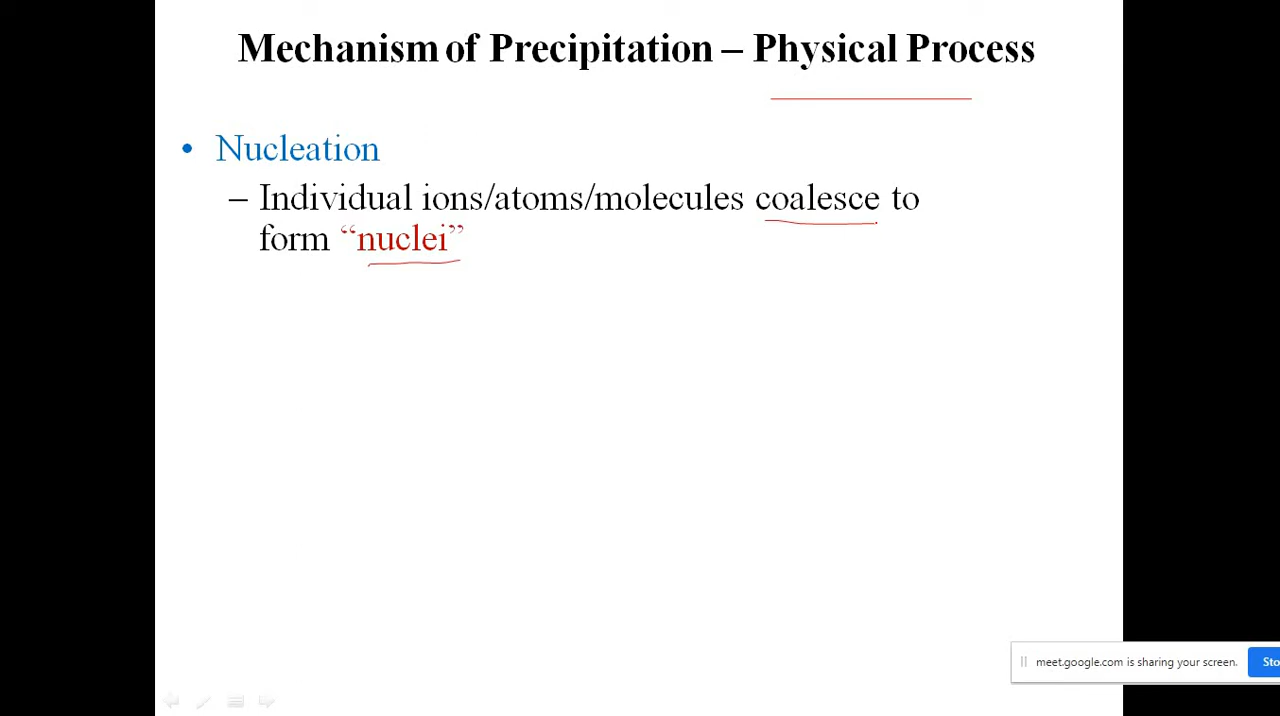 Mechanism of Precipitation – Physical Process
• Nucleation
– Individual ions/atoms/molecules coalesce to
form “nuclei”
meet.google.com is sharing your screen.
Sto